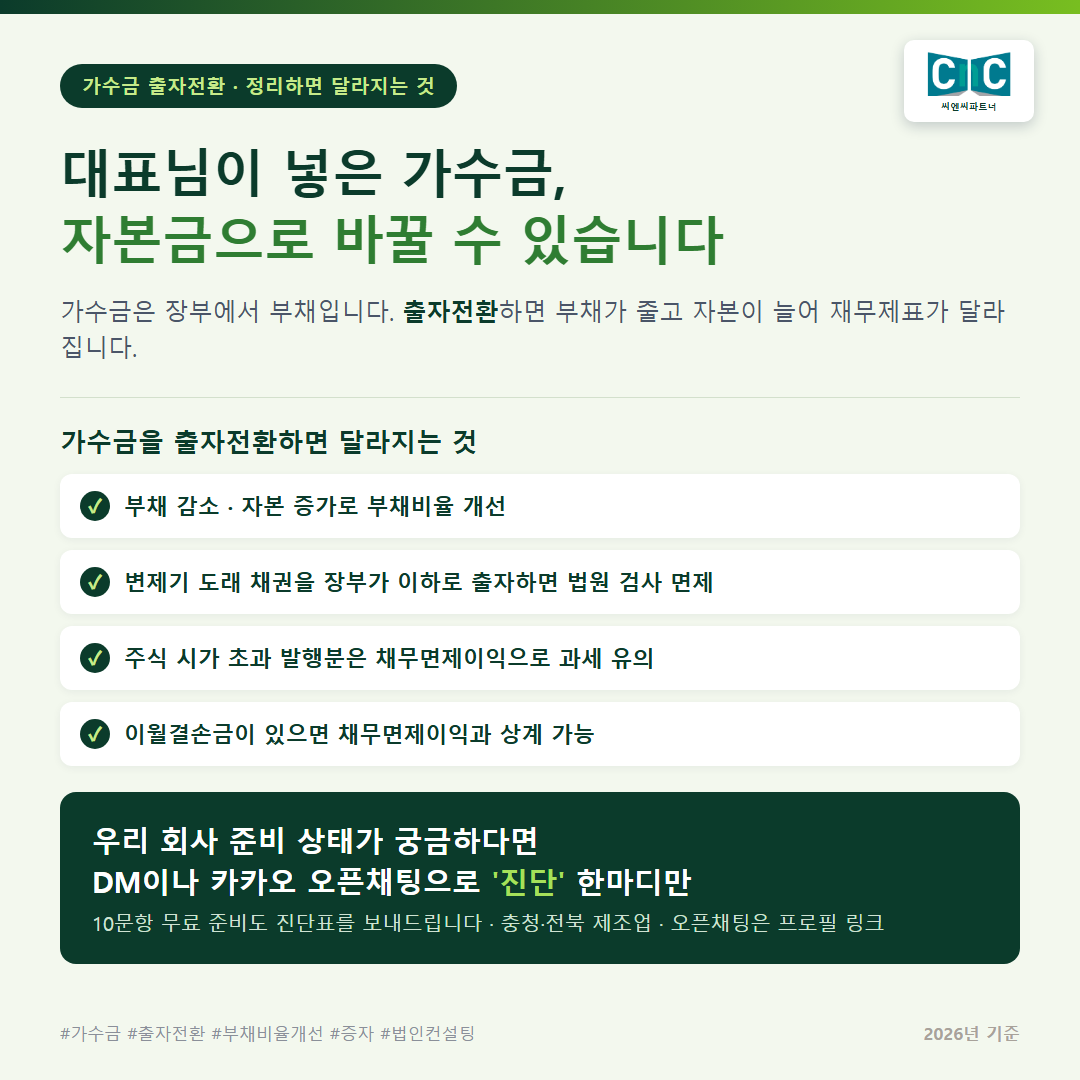 가수금 출자전환 · 정리하면 달라지는 것
CnC
씨엔씨파트너
대표님이 넣은 가수금,
자본금으로 바꿀 수 있습니다
가수금은 장부에서 부채입니다. 출자전환하면 부채가 줄고 자본이 늘어 재무제표가 달라
집니다.
가수금을 출자전환하면 달라지는 것
✓ 부채 감소 · 자본 증가로 부채비율 개선
✓ 변제기 도래 채권을 장부가 이하로 출자하면 법원 검사 면제
✓ 주식 시가 초과 발행분은 채무면제이익으로 과세 유의
✓ 이월결손금이 있으면 채무면제이익과 상계 가능
우리 회사 준비 상태가 궁금하다면
DM이나 카카오 오픈채팅으로 '진단' 한마디만
10문항 무료 준비도 진단표를 보내드립니다 · 충청·전북 제조업 · 오픈채팅은 프로필 링크
#가수금 #출자전환 #부채비율개선 #증자 #법인컨설팅
2026년 기준